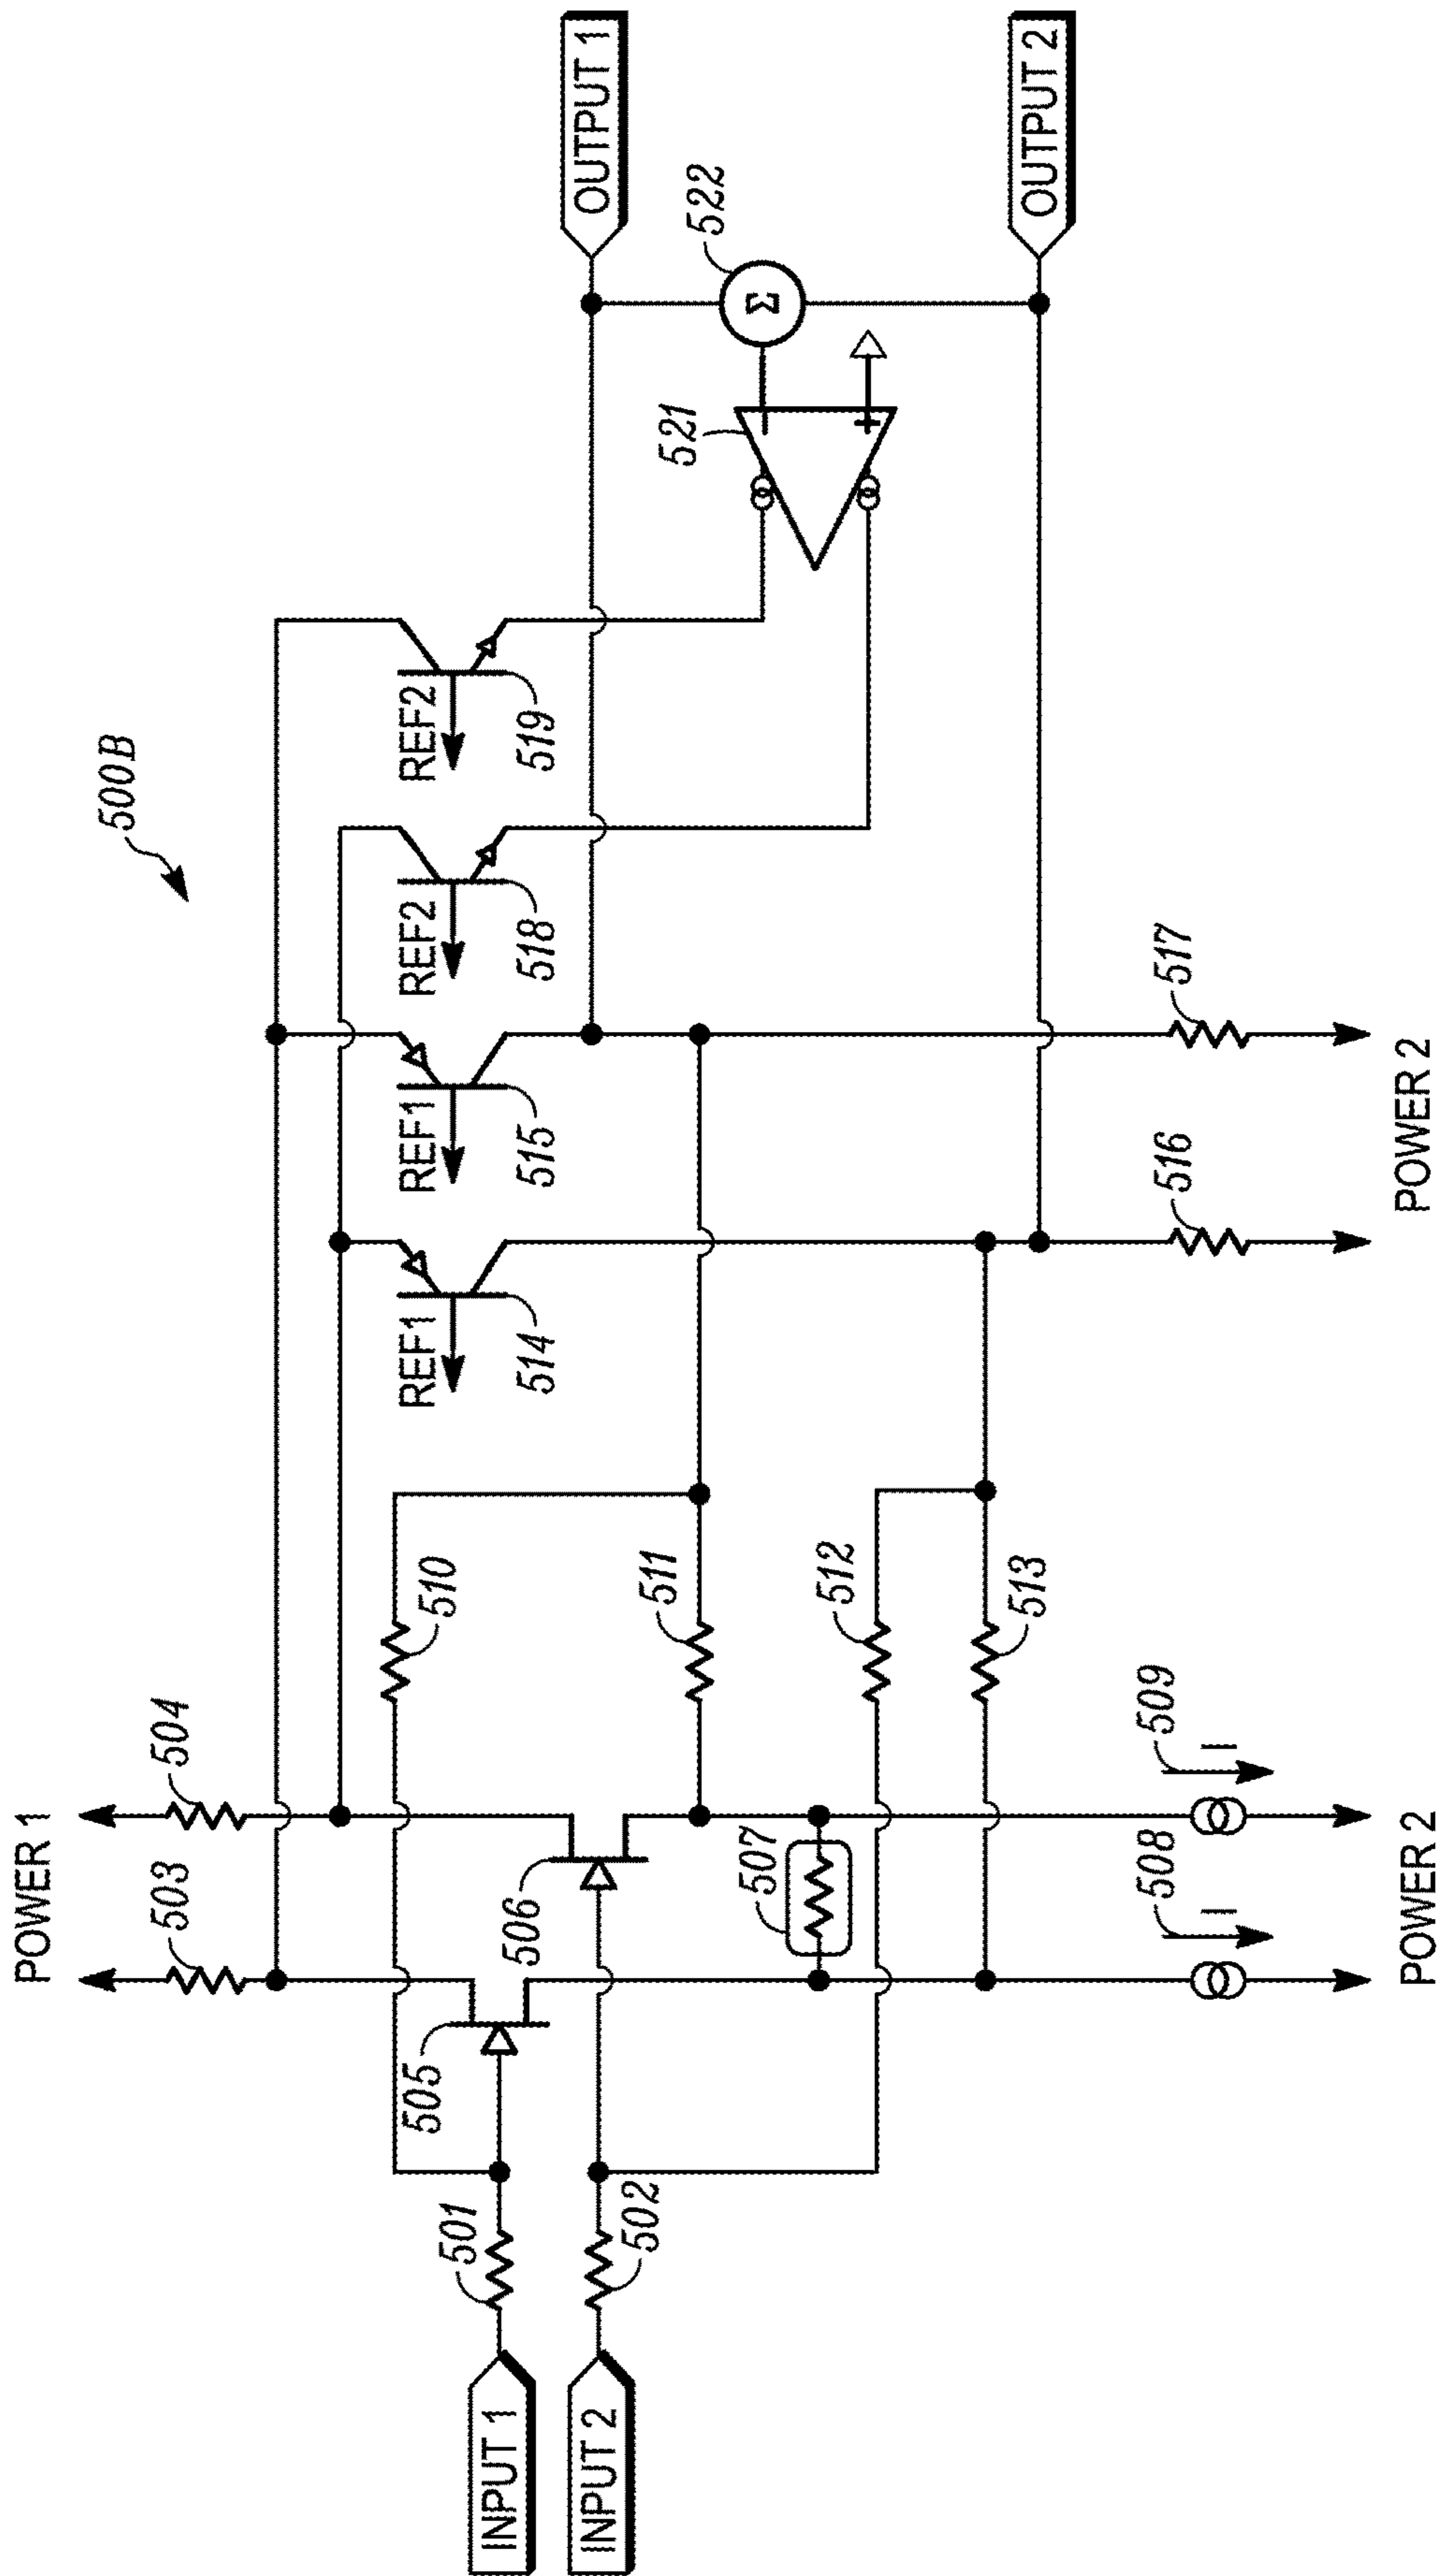 500B
POWER 1
503
504
505
506
507
508
I
509
I
POWER 2
INPUT 1
INPUT 2
501
502
510
511
512
513
REF1
514
REF1
515
REF2
518
REF2
519
516
517
POWER 2
521
-
+
522
Σ
OUTPUT 1
OUTPUT 2